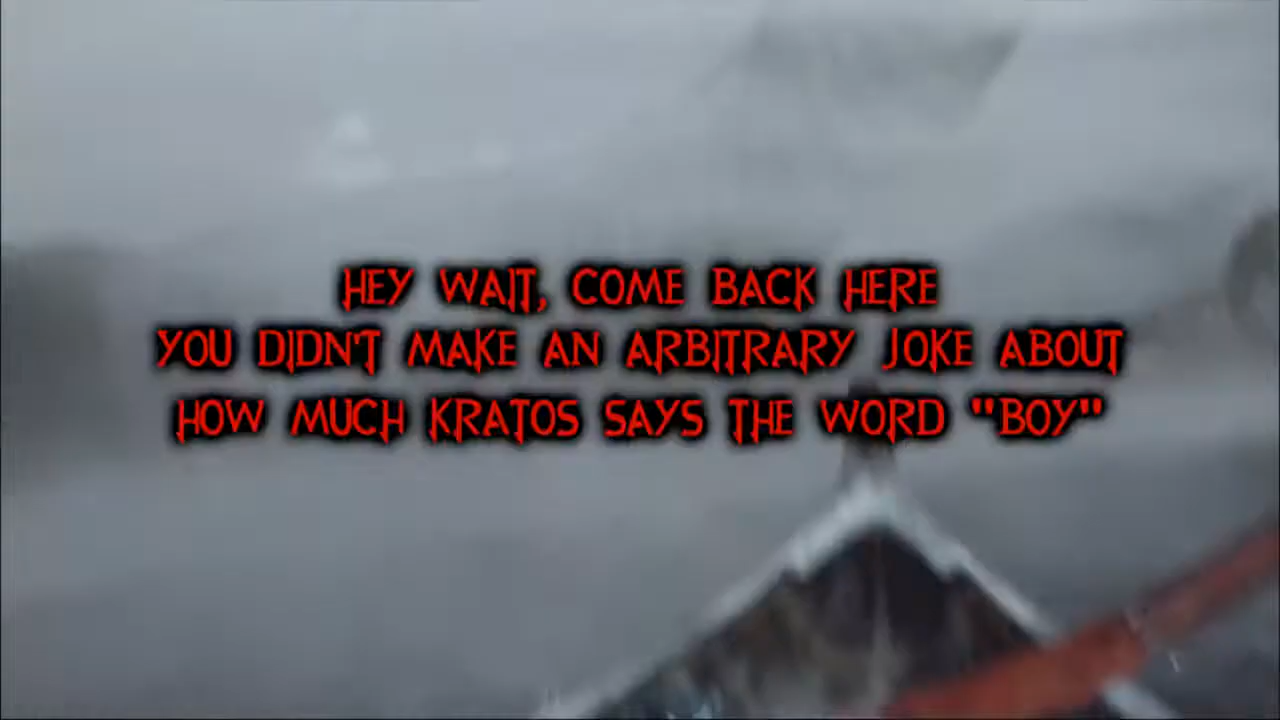 HEY WAIT, COME BACK HERE
YOU DIDN'T MAKE AN ARBITRARY JOKE ABOUT
HOW MUCH KRATOS SAYS THE WORD "BOY"